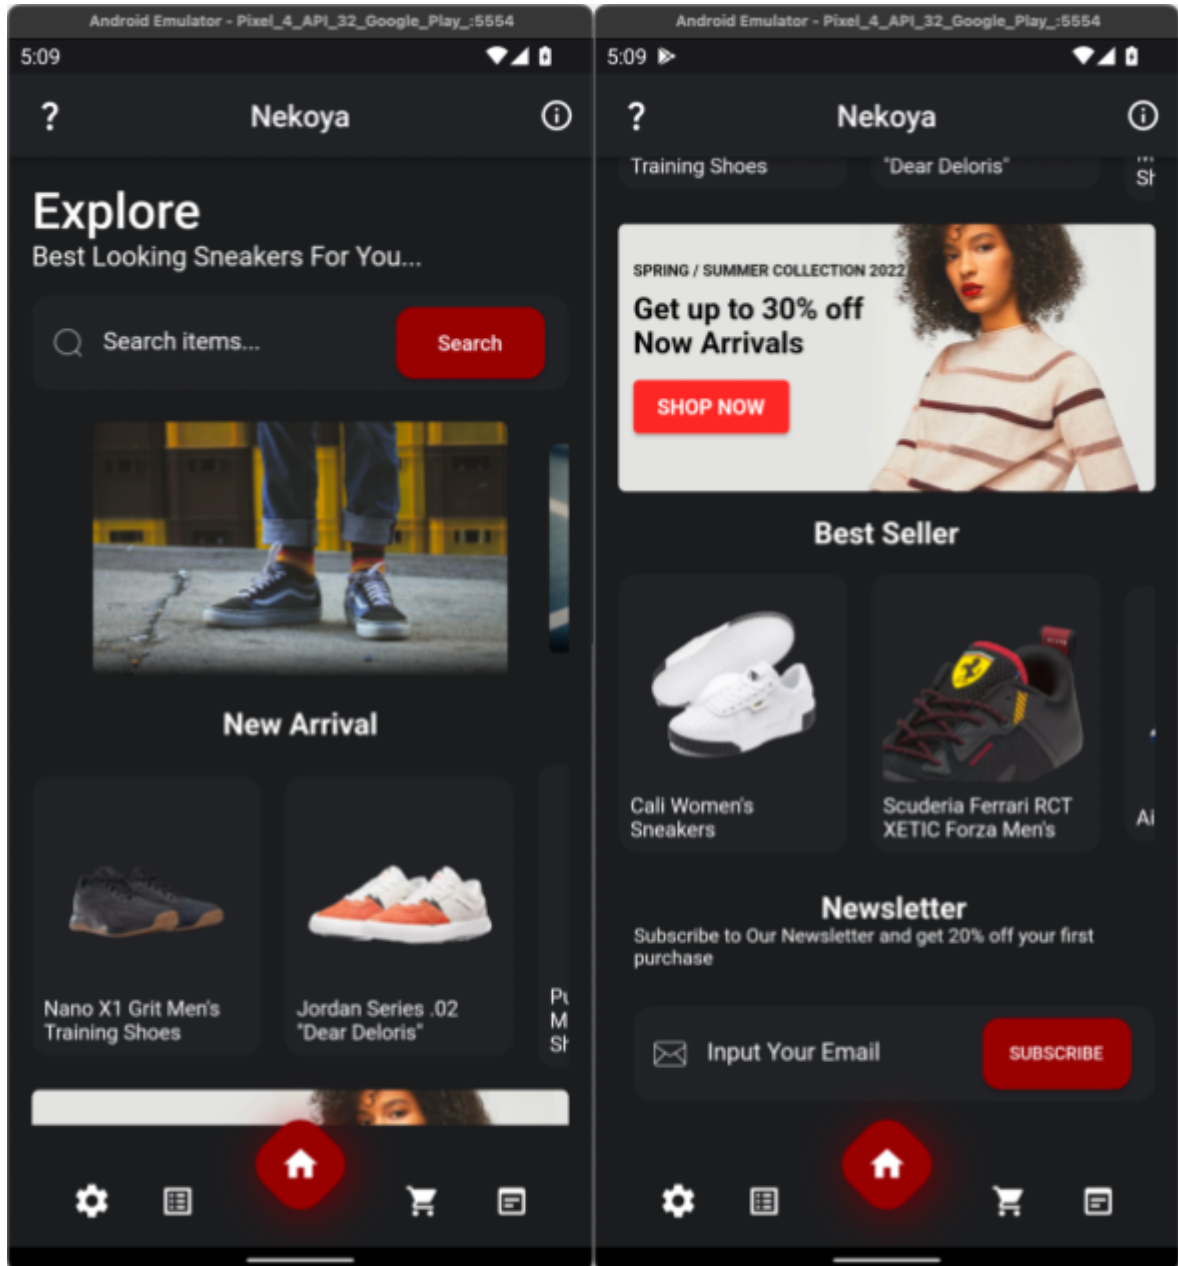 Android Emulator - Pixel_4_API_32_Google_Play_:5554
5:09
?
Nekoya
Explore
Best Looking Sneakers For You...
Search items...
Search
New Arrival
Nano X1 Grit Men's
Training Shoes
Jordan Series .02
"Dear Deloris"
Pu
M
Sh
Android Emulator - Pixel_4_API_32_Google_Play_:5554
5:09
?
Nekoya
Training Shoes
"Dear Deloris"
Sh
SPRING / SUMMER COLLECTION 2022
Get up to 30% off
Now Arrivals
SHOP NOW
Best Seller
Cali Women's
Sneakers
Scuderia Ferrari RCT
XETIC Forza Men's
Ai
Newsletter
Subscribe to Our Newsletter and get 20% off your first
purchase
Input Your Email
SUBSCRIBE